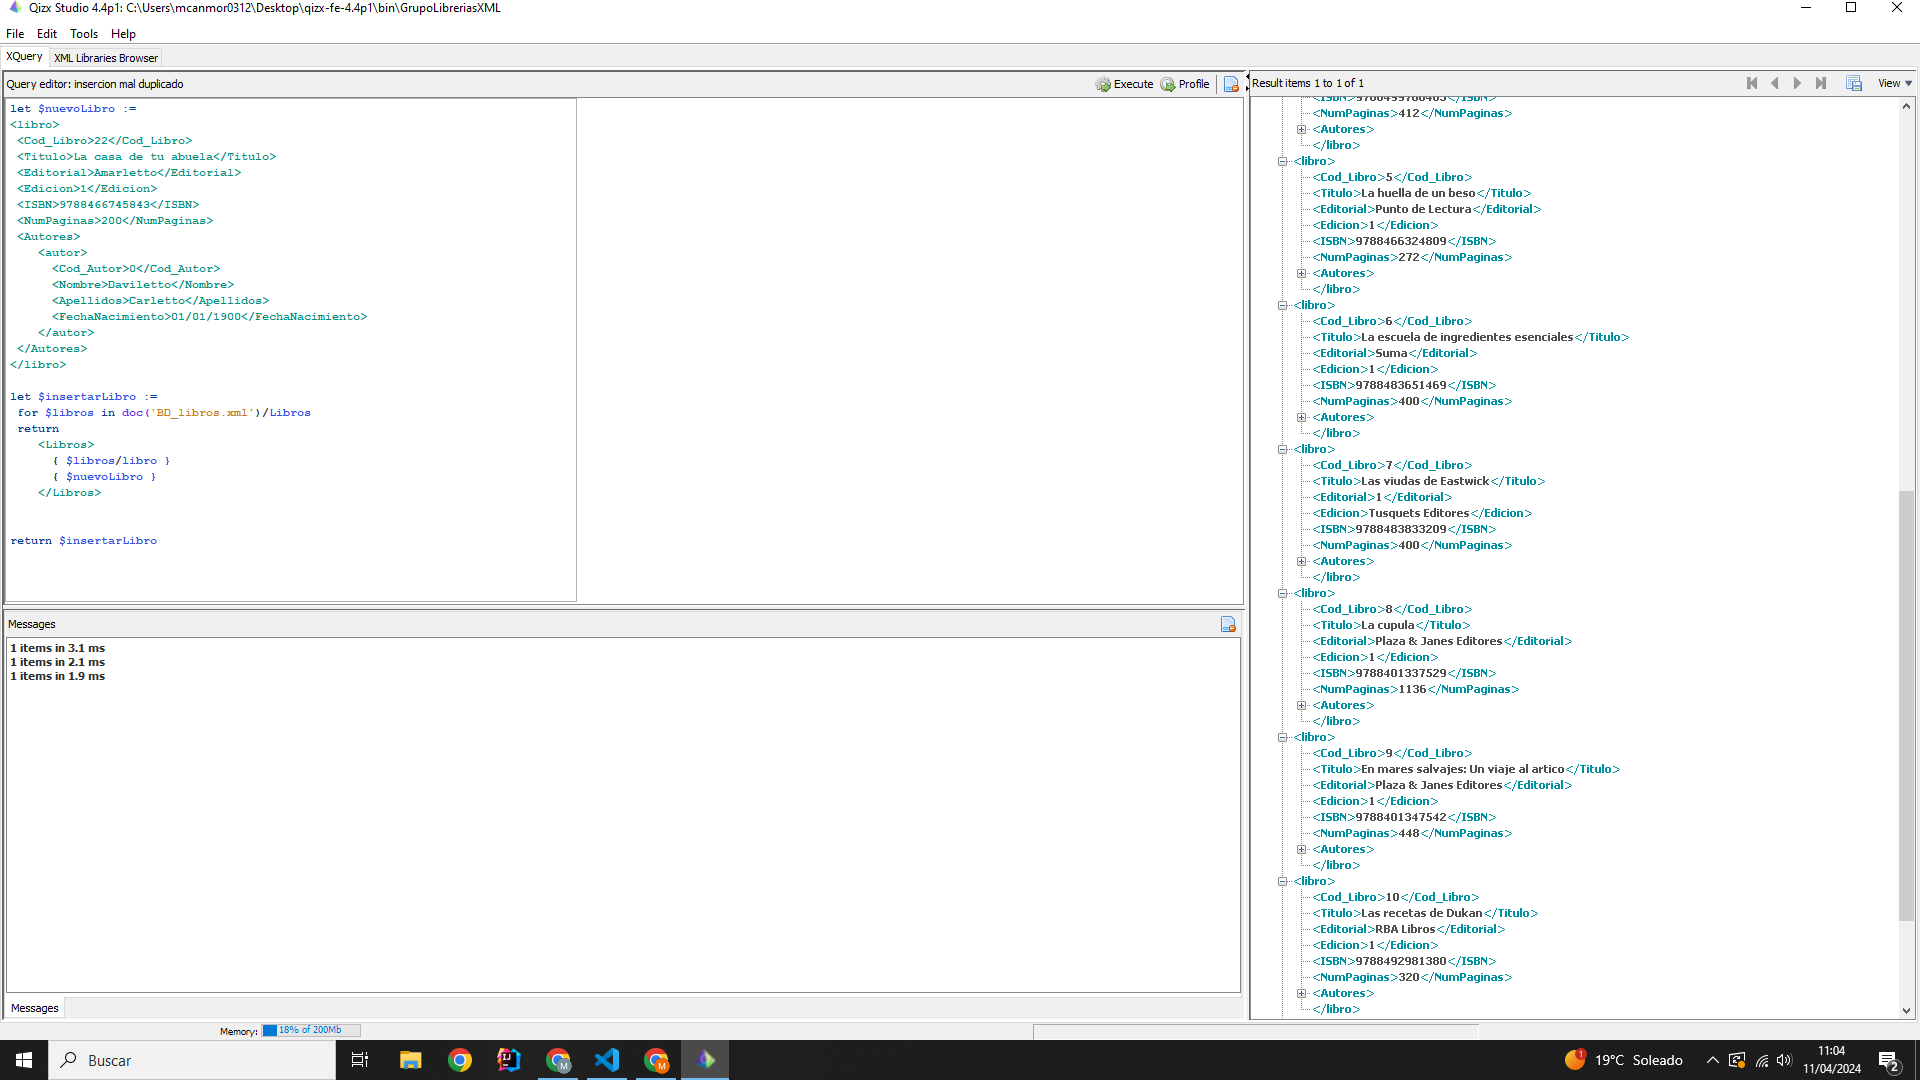 Qizx Studio 4.4p1: C:\Users\mcanmor0312\Desktop\qizx-fe-4.4p1\bin\GrupoLibreriasXML
File Edit Tools Help
XQuery XML Libraries Browser
Query editor: insercion mal duplicado
Execute Profile
let $nuevoLibro :=
<libro>
<Cod_Libro>22</Cod_Libro>
<Titulo>La casa de tu abuela</Titulo>
<Editorial>Amarletto</Editorial>
<Edicion>1</Edicion>
<ISBN>9788466745843</ISBN>
<NumPaginas>200</NumPaginas>
<Autores>
<autor>
<Cod_Autor>0</Cod_Autor>
<Nombre>Daviletto</Nombre>
<Apellidos>Carletto</Apellidos>
<FechaNacimiento>01/01/1900</FechaNacimiento>
</autor>
</Autores>
</libro>
let $insertarLibro :=
for $libros in doc('BD_libros.xml')/Libros
return
<Libros>
{ $libros/libro }
{ $nuevoLibro }
</Libros>
return $insertarLibro
Messages
1 items in 3.1 ms
1 items in 2.1 ms
1 items in 1.9 ms
Messages
Memory: 18% of 200Mb
Result items 1 to 1 of 1
View
<ISBN>9788499788463</ISBN>
<NumPaginas>412</NumPaginas>
<Autores>
</libro>
<libro>
<Cod_Libro>5</Cod_Libro>
<Titulo>La huella de un beso</Titulo>
<Editorial>Punto de Lectura</Editorial>
<Edicion>1</Edicion>
<ISBN>9788466324809</ISBN>
<NumPaginas>272</NumPaginas>
<Autores>
</libro>
<libro>
<Cod_Libro>6</Cod_Libro>
<Titulo>La escuela de ingredientes esenciales</Titulo>
<Editorial>Suma</Editorial>
<Edicion>1</Edicion>
<ISBN>9788483651469</ISBN>
<NumPaginas>400</NumPaginas>
<Autores>
</libro>
<libro>
<Cod_Libro>7</Cod_Libro>
<Titulo>Las viudas de Eastwick</Titulo>
<Editorial>1</Editorial>
<Edicion>Tusquets Editores</Edicion>
<ISBN>9788483833209</ISBN>
<NumPaginas>400</NumPaginas>
<Autores>
</libro>
<libro>
<Cod_Libro>8</Cod_Libro>
<Titulo>La cupula</Titulo>
<Editorial>Plaza & Janes Editores</Editorial>
<Edicion>1</Edicion>
<ISBN>9788401337529</ISBN>
<NumPaginas>1136</NumPaginas>
<Autores>
</libro>
<libro>
<Cod_Libro>9</Cod_Libro>
<Titulo>En mares salvajes: Un viaje al artico</Titulo>
<Editorial>Plaza & Janes Editores</Editorial>
<Edicion>1</Edicion>
<ISBN>9788401347542</ISBN>
<NumPaginas>448</NumPaginas>
<Autores>
</libro>
<libro>
<Cod_Libro>10</Cod_Libro>
<Titulo>Las recetas de Dukan</Titulo>
<Editorial>RBA Libros</Editorial>
<Edicion>1</Edicion>
<ISBN>9788492981380</ISBN>
<NumPaginas>320</NumPaginas>
<Autores>
</libro>
Buscar
19°C Soleado
11:04
11/04/2024
2